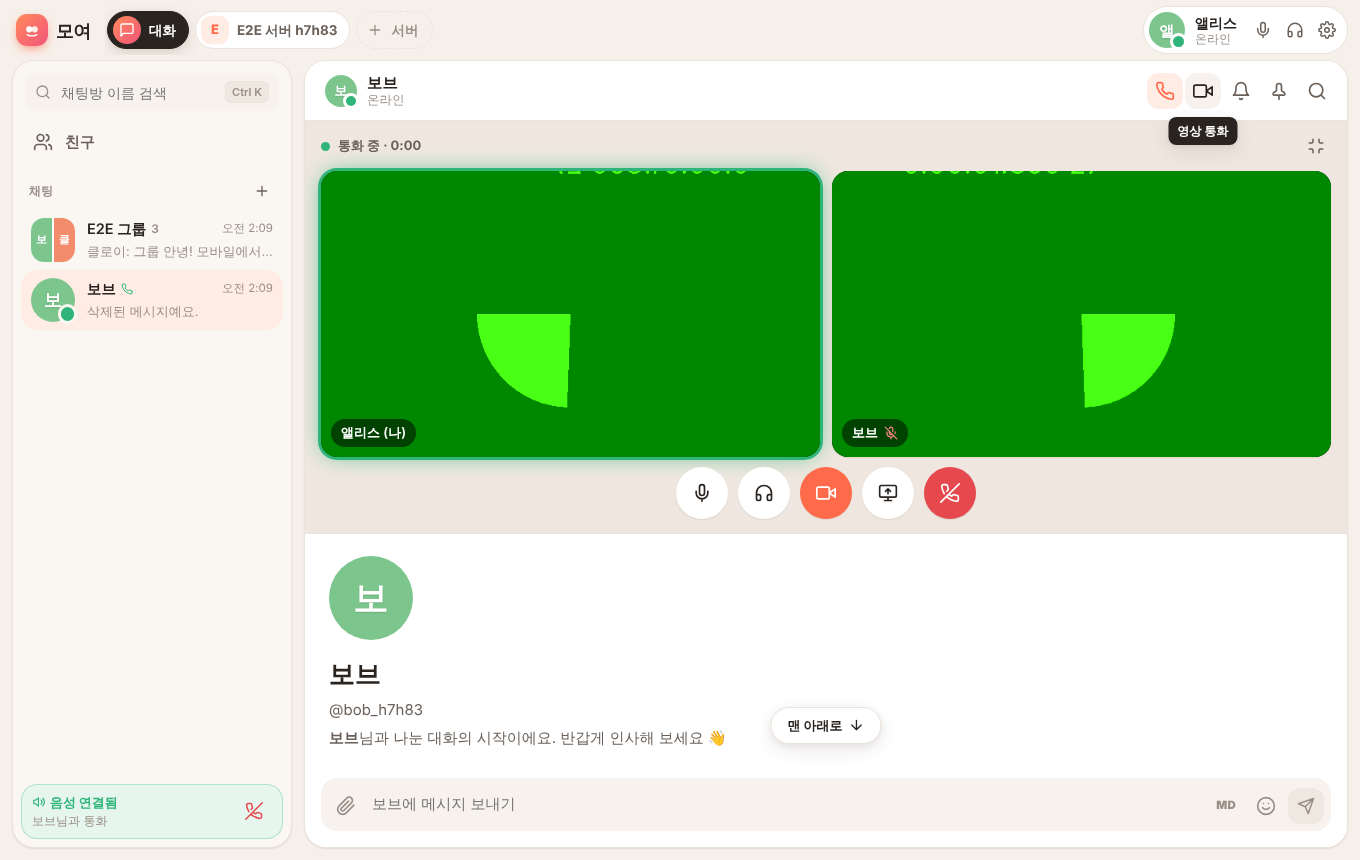 모여
대화
E
E2E 서버 h7h83
서버
앨
앨리스
온라인
채팅방 이름 검색
Ctrl K
친구
채팅
보
클
E2E 그룹 3
오전 2:09
클로이: 그룹 안녕! 모바일에서...
보
보브
오전 2:09
삭제된 메시지예요.
음성 연결됨
보브님과 통화
보
보브
온라인
영상 통화
통화 중 · 0:00
앨리스 (나)
보브
보
보브
@bob_h7h83
보브님과 나눈 대화의 시작이에요. 반갑게 인사해 보세요 👋
맨 아래로
보브에 메시지 보내기
MD